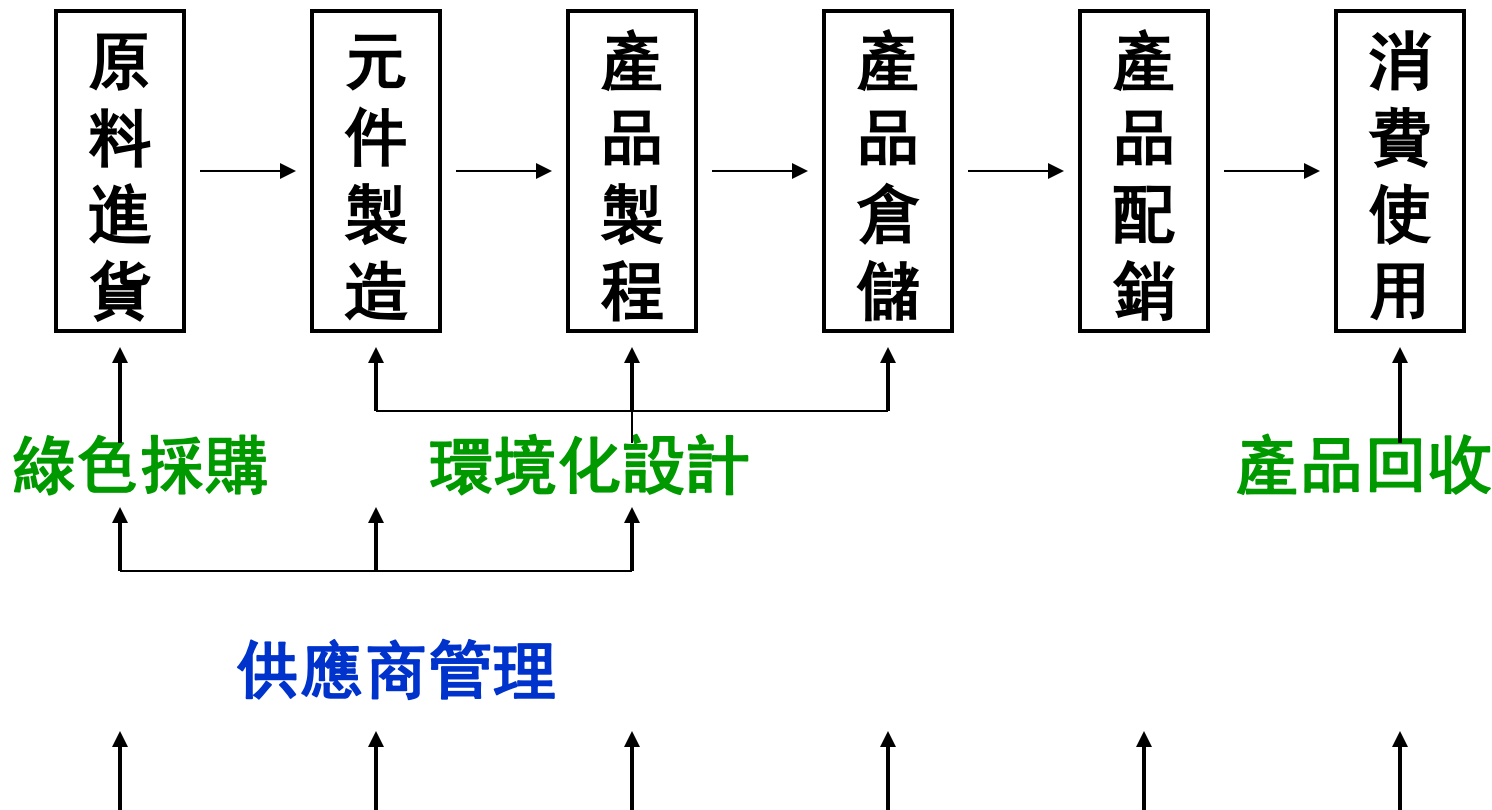 原料進貨
元件製造
產品製程
產品倉儲
產品配銷
消費使用
綠色採購
環境化設計
產品回收
供應商管理